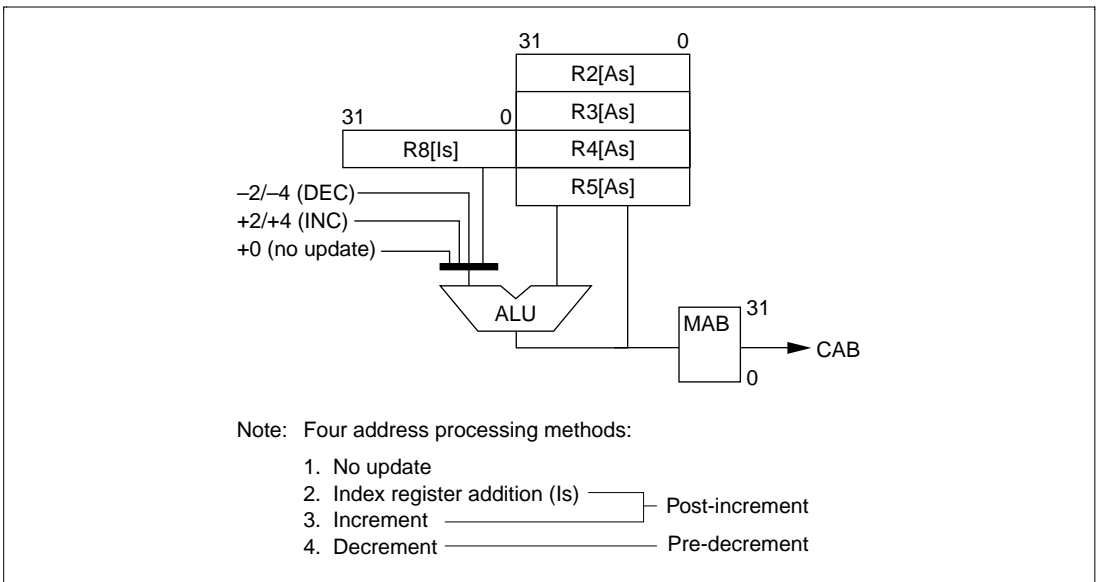 31 0
R2[As]
R3[As]
31 0
R8[Is] R4[As]
R5[As]
–2/–4 (DEC)
+2/+4 (INC)
+0 (no update)
ALU
MAB 31
CAB
0
Note: Four address processing methods:
1. No update
2. Index register addition (Is)
Post-increment
3. Increment
4. Decrement Pre-decrement